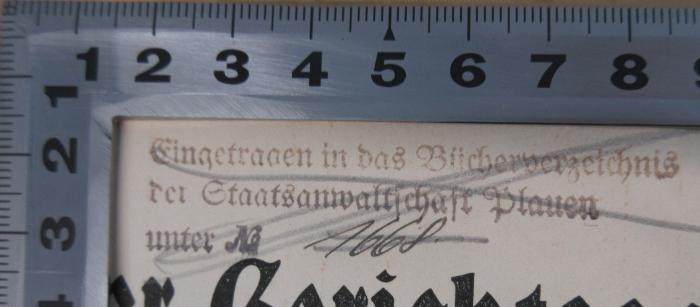 1 2 3 4 5 6 7 8
1
2
3
Eingetragen in das Bücherverzeichnis
der Staatsanwaltschaft Plauen
unter № 1668